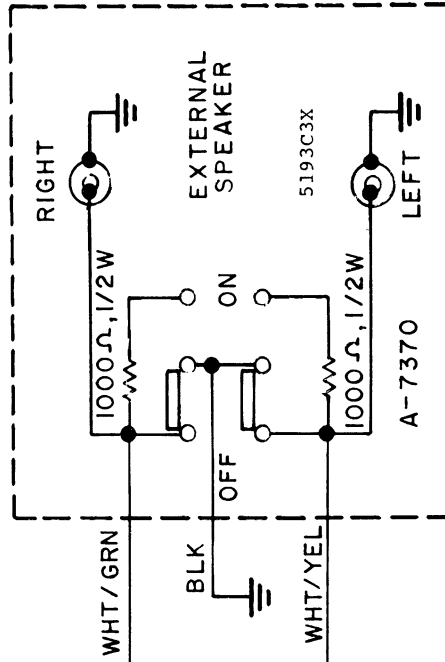 RIGHT
EXTERNAL
SPEAKER
5193C3X
LEFT
1000Ω, 1/2W
ON
1000Ω, 1/2W
A-7370
OFF
WHT/GRN
BLK
WHT/YEL